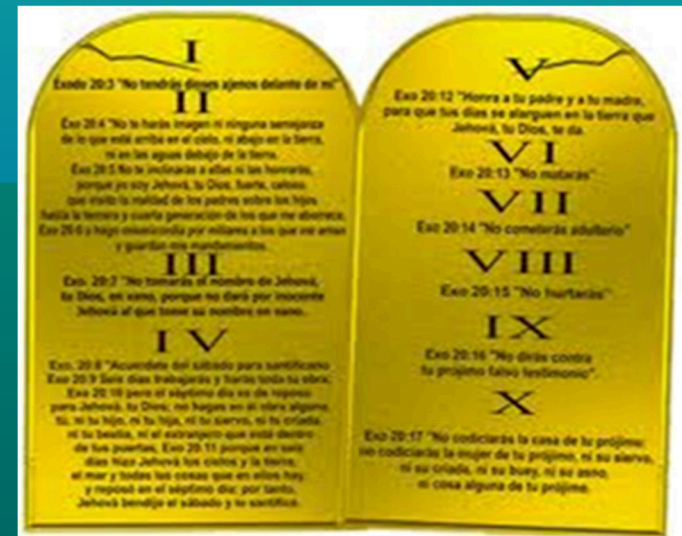 I
Exodo 20:3 "No tendrás dioses ajenos delante de mi"
II
Exo 20:4 "No te harás imagen ni ninguna semejanza
de lo que esté arriba en el cielo, ni abajo en la tierra,
ni en las aguas debajo de la tierra.
Exo 20:5 No te inclinarás a ellas ni las honrarás,
porque yo soy Jehová, tu Dios, fuerte, celoso,
que visito la maldad de los padres sobre los hijos
hasta la tercera y cuarta generación de los que me aborrece,
Exo 20:6 y hago misericordia por millares a los que me aman
y guardan mis mandamientos.
III
Exo. 20:7 "No tomarás el nombre de Jehová,
tu Dios, en vano, porque no dará por inocente
Jehová al que tome su nombre en vano.
IV
Exo. 20:8 "Acuérdate del sábado para santificarlo
Exo 20:9 Seis días trabajarás y harás toda tu obra,
Exo 20:10 pero el séptimo día es de reposo
para Jehová, tu Dios; no hagas en él obra alguna,
tú, ni tu hijo, ni tu hija, ni tu siervo, ni tu criada,
ni tu bestia, ni el extranjero que está dentro
de tus puertas, Exo 20:11 porque en seis
días hizo Jehová los cielos y la tierra,
el mar y todas las cosas que en ellos hay,
y reposó en el séptimo día; por tanto,
Jehová bendijo el sábado y lo santificó.
V
Exo 20:12 "Honra a tu padre y a tu madre,
para que tus días se alarguen en la tierra que
Jehová, tu Dios, te da.
VI
Exo 20:13 "No matarás"
VII
Exo 20:14 "No cometerás adulterio"
VIII
Exo 20:15 "No hurtarás"
IX
Exo 20:16 "No dirás contra
tu prójimo falso testimonio".
X
Exo 20:17 "No codiciarás la casa de tu prójimo:
no codiciarás la mujer de tu prójimo, ni su siervo,
ni su criada, ni su buey, ni su asno,
ni cosa alguna de tu prójimo.